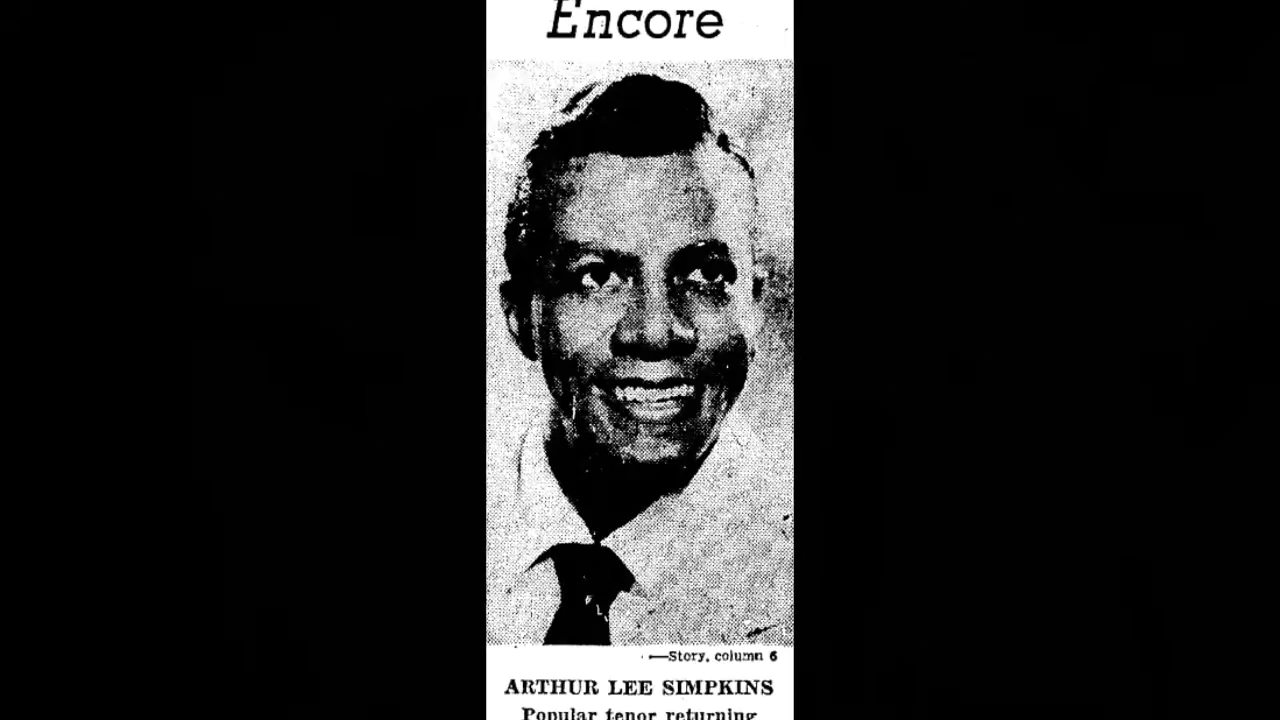 Encore
—Story, column 6
ARTHUR LEE SIMPKINS
Popular tenor returning